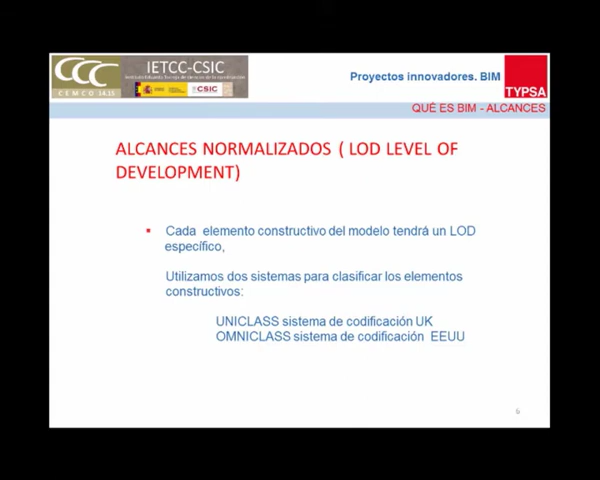 CCC
CEMCO 14.15
IETCC-CSIC
CSIC
Proyectos innovadores. BIM
TYPSA
QUÉ ES BIM - ALCANCES
ALCANCES NORMALIZADOS ( LOD LEVEL OF
DEVELOPMENT)
Cada elemento constructivo del modelo tendrá un LOD
específico,
Utilizamos dos sistemas para clasificar los elementos
constructivos:
UNICLASS sistema de codificación UK
OMNICLASS sistema de codificación EEUU
6